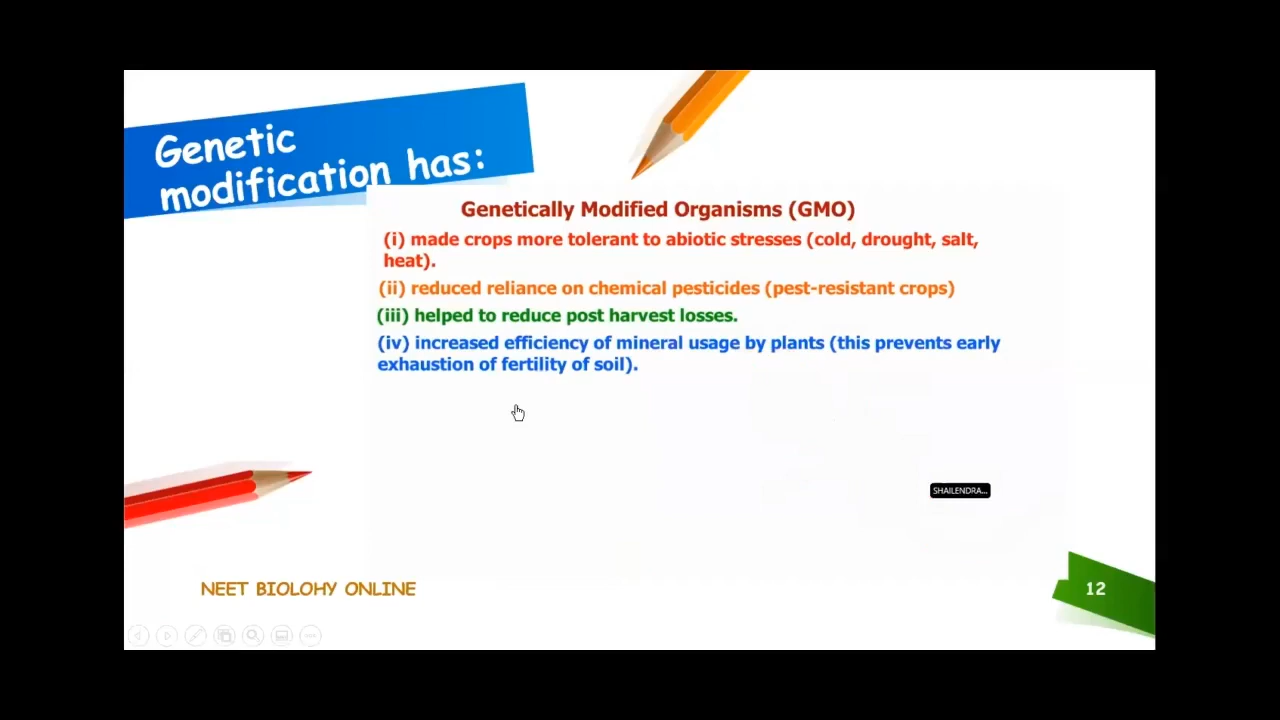 Genetic
modification has:
Genetically Modified Organisms (GMO)
(i) made crops more tolerant to abiotic stresses (cold, drought, salt,
heat).
(ii) reduced reliance on chemical pesticides (pest-resistant crops)
(iii) helped to reduce post harvest losses.
(iv) increased efficiency of mineral usage by plants (this prevents early
exhaustion of fertility of soil).
SHAILENDRA...
NEET BIOLOHY ONLINE
12